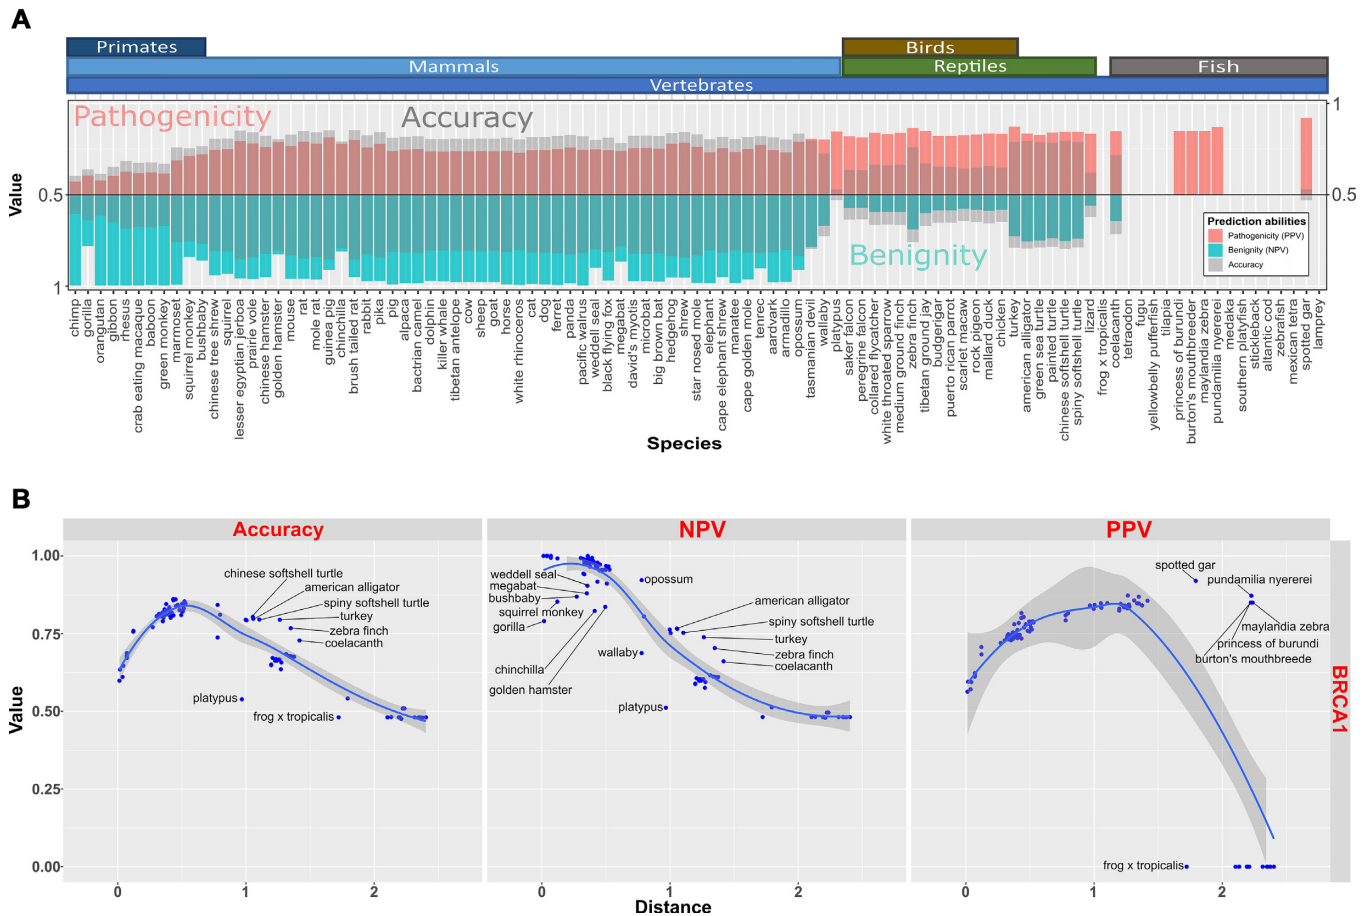 A
Primates
Birds
Mammals
Reptiles
Fish
Vertebrates
Pathogenicity
Accuracy
Benignity
Value
0.5
1
1
0.5
Prediction abilities
Pathogenicity (PPV)
Benignity (NPV)
Accuracy
chimp
gorilla
orangutan
gibbon
rhesus
crab eating macaque
baboon
green monkey
marmoset
squirrel monkey
bushbaby
chinese tree shrew
squirrel
lesser egyptian jerboa
prairie vole
chinese hamster
golden hamster
mouse
rat
mole rat
guinea pig
chinchilla
brush tailed rat
rabbit
pika
pig
alpaca
bactrian camel
dolphin
killer whale
tibetan antelope
cow
sheep
goat
horse
white rhinoceros
cat
dog
ferret
panda
pacific walrus
weddell seal
black flying fox
megabat
david's myotis
microbat
big brown bat
hedgehog
shrew
star nosed mole
elephant
cape elephant shrew
manatee
cape golden mole
tenrec
aardvark
armadillo
opossum
tasmanian devil
wallaby
platypus
saker falcon
peregrine falcon
collared flycatcher
white throated sparrow
medium ground finch
zebra finch
tibetan ground jay
budgerigar
puerto rican parrot
scarlet macaw
rock pigeon
mallard duck
chicken
turkey
american alligator
green sea turtle
painted turtle
chinese softshell turtle
spiny softshell turtle
lizard
frog x tropicalis
coelacanth
tetraodon
fugu
yellowbelly pufferfish
tilapia
princess of burundi
burton's mouthbreeder
maylandia zebra
pundamilia nyererei
medaka
southern platyfish
stickleback
atlantic cod
zebrafish
mexican tetra
spotted gar
lamprey
Species
B
Accuracy
NPV
PPV
Value
1.00
0.75
0.50
0.25
0.00
chinese softshell turtle
american alligator
spiny softshell turtle
turkey
zebra finch
coelacanth
platypus
frog x tropicalis
weddell seal
megabat
bushbaby
squirrel monkey
gorilla
chinchilla
golden hamster
opossum
wallaby
platypus
american alligator
spiny softshell turtle
turkey
zebra finch
coelacanth
spotted gar
pundamilia nyererei
maylandia zebra
princess of burundi
burton's mouthbreede
frog x tropicalis
BRCA1
0 1 2
0 1 2
0 1 2
Distance